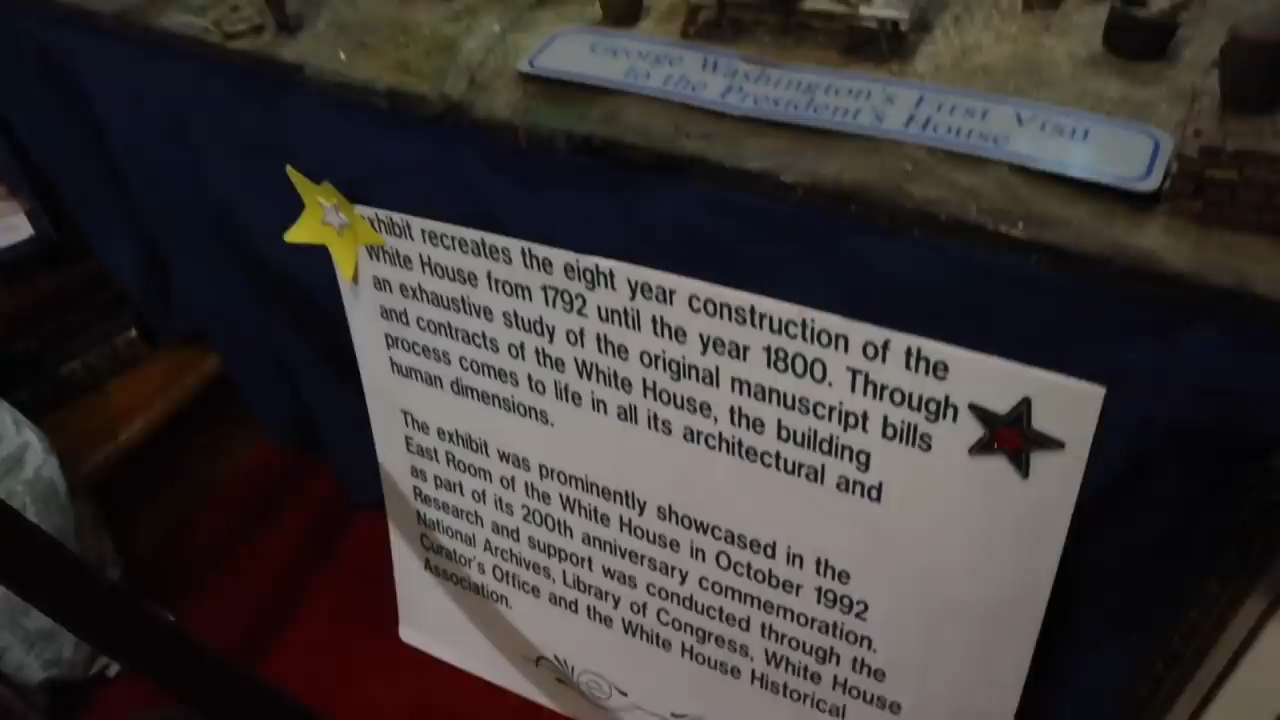 George Washington's First Visit
to the President's House
xhibit recreates the eight year construction of the
White House from 1792 until the year 1800. Through
an exhaustive study of the original manuscript bills
and contracts of the White House, the building
process comes to life in all its architectural and
human dimensions.
The exhibit was prominently showcased in the
East Room of the White House in October 1992
as part of its 200th anniversary commemoration.
Research and support was conducted through the
National Archives, Library of Congress, White House
Curator's Office and the White House Historical
Association.